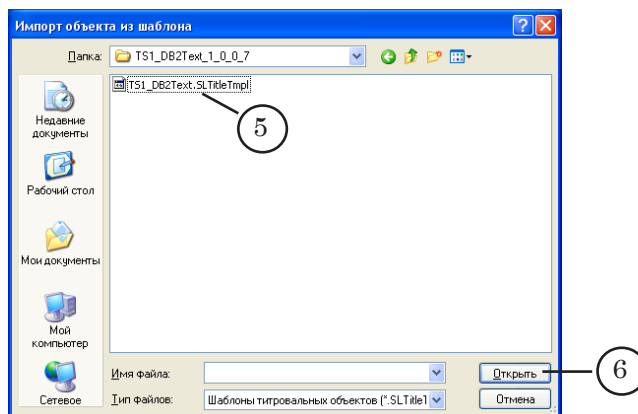 Импорт объекта из шаблона
Папка: TS1_DB2Text_1_0_0_7
TS1_DB2Text.SLTitleTmpl
5
Недавние
документы
Рабочий стол
Мои документы
Мой
компьютер
Сетевое
Имя файла:
Открыть
6
Тип файлов: Шаблоны титровальных объектов (*.SLTitleT
Отмена